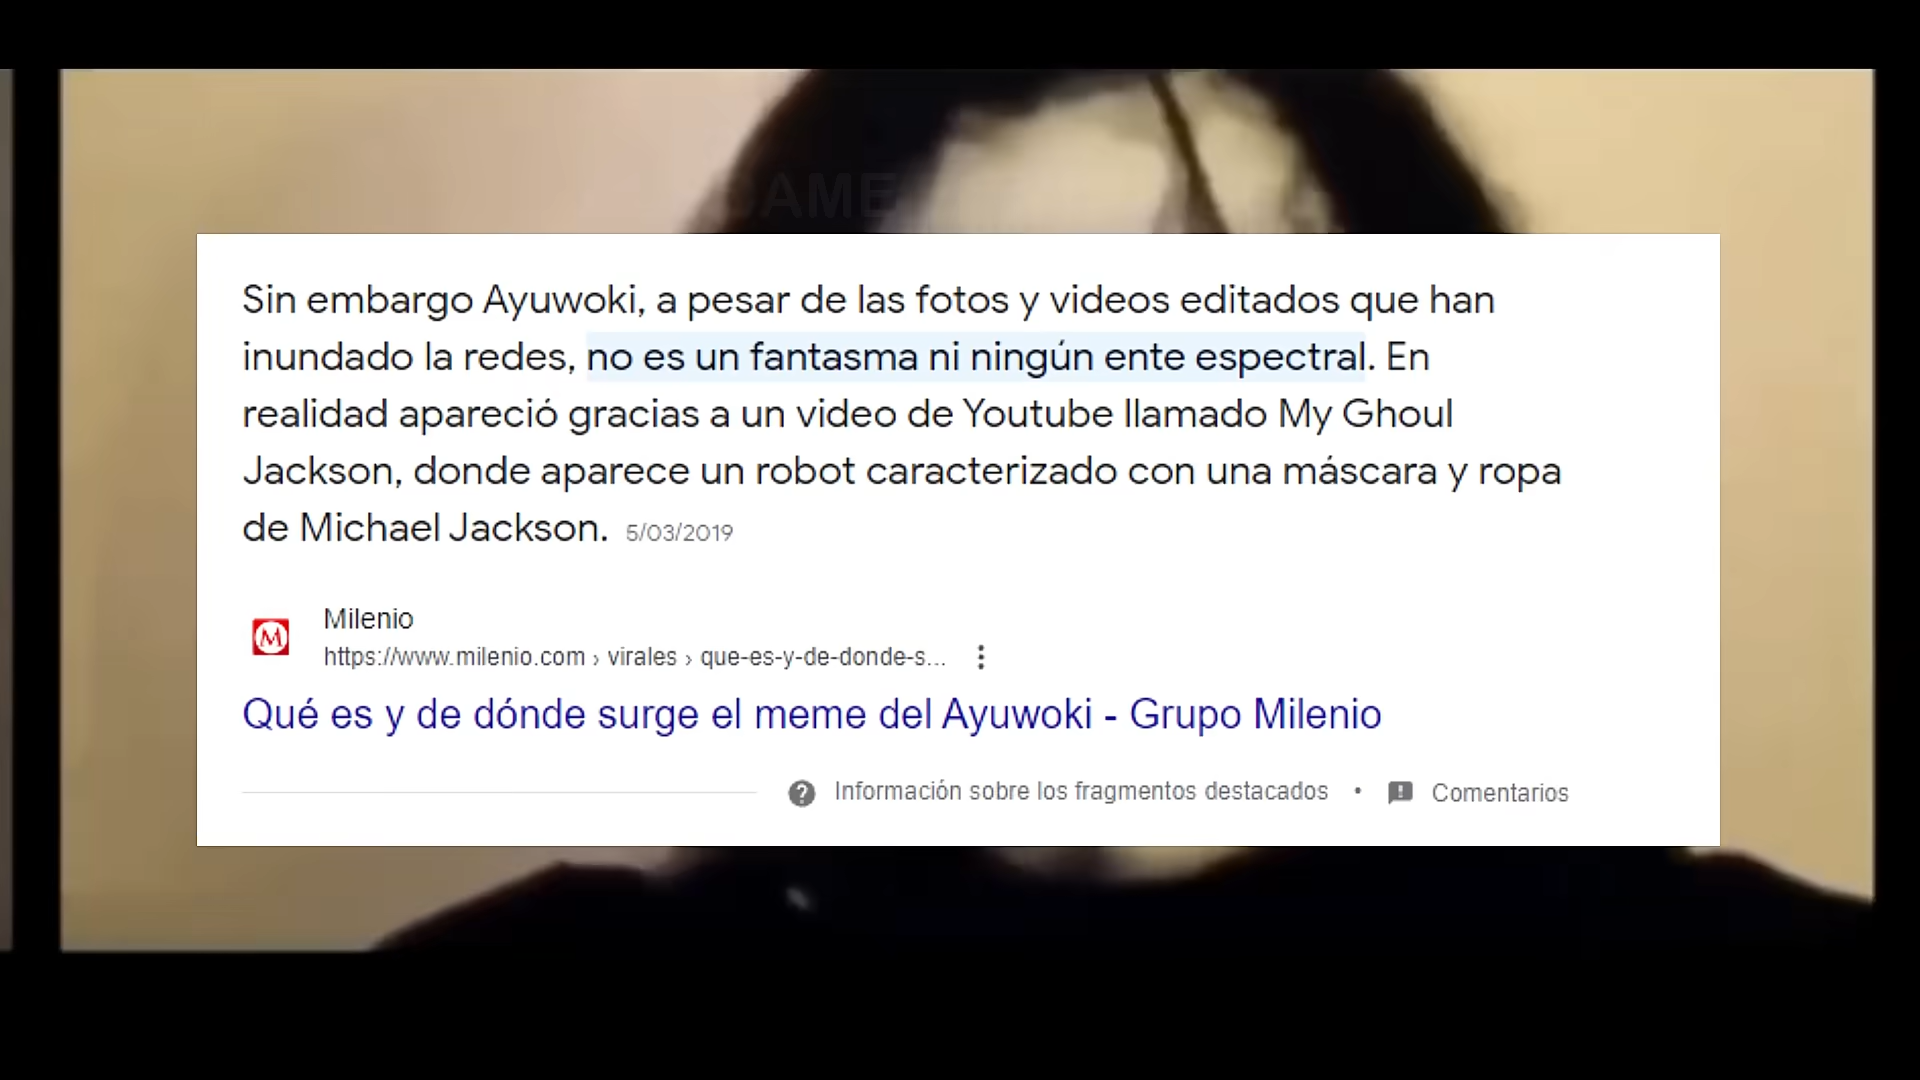 GAME
Sin embargo Ayuwoki, a pesar de las fotos y videos editados que han
inundado la redes, no es un fantasma ni ningún ente espectral. En
realidad apareció gracias a un video de Youtube llamado My Ghoul
Jackson, donde aparece un robot caracterizado con una máscara y ropa
de Michael Jackson. 5/03/2019
Milenio
https://www.milenio.com › virales › que-es-y-de-donde-s...
Qué es y de dónde surge el meme del Ayuwoki - Grupo Milenio
Información sobre los fragmentos destacados • Comentarios